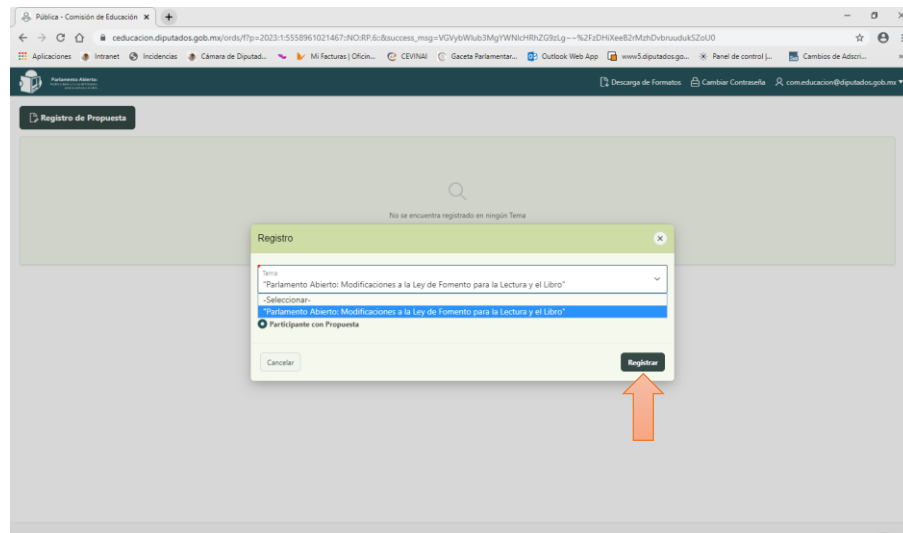 Pública - Comisión de Educación
ceducacion.diputados.gob.mx/ords/f?p=2023:1:5558961021467::NO:RP,6:&success_msg=
Aplicaciones Intranet Incidencias Cámara de Diputad... Mi Facturas | Oficin... CEVINAI Gaceta Parlamentar... Outlook Web App www5.diputados.go... Panel de control |... Cambios de Adscri...
Parlamento Abierto
Descarga de Formatos Cambiar Contraseña com.educacion@diputados.gob.mx
Registro de Propuesta
No se encuentra registrado en ningún Tema
Registro
Tema
"Parlamento Abierto: Modificaciones a la Ley de Fomento para la Lectura y el Libro"
-Seleccionar-
"Parlamento Abierto: Modificaciones a la Ley de Fomento para la Lectura y el Libro"
Participante con Propuesta
Cancelar Registrar